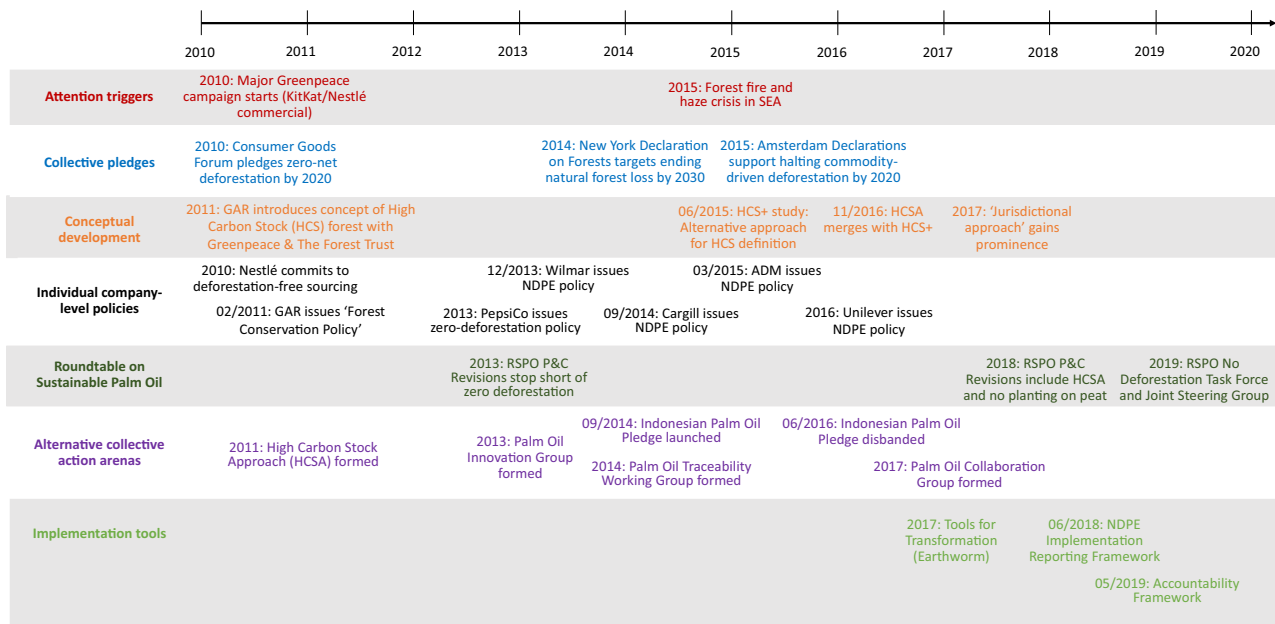 2010
2011
2012
2013
2014
2015
2016
2017
2018
2019
2020
Attention triggers
2010: Major Greenpeace
campaign starts (KitKat/Nestlé
commercial)
2015: Forest fire and
haze crisis in SEA
Collective pledges
2010: Consumer Goods
Forum pledges zero-net
deforestation by 2020
2014: New York Declaration
on Forests targets ending
natural forest loss by 2030
2015: Amsterdam Declarations
support halting commodity-
driven deforestation by 2020
Conceptual
development
2011: GAR introduces concept of High
Carbon Stock (HCS) forest with
Greenpeace & The Forest Trust
06/2015: HCS+ study:
Alternative approach
for HCS definition
11/2016: HCSA
merges with HCS+
2017: ‘Jurisdictional
approach’ gains
prominence
Individual company-
level policies
2010: Nestlé commits to
deforestation-free sourcing
12/2013: Wilmar issues
NDPE policy
03/2015: ADM issues
NDPE policy
02/2011: GAR issues ‘Forest
Conservation Policy’
2013: PepsiCo issues
zero-deforestation policy
09/2014: Cargill issues
NDPE policy
2016: Unilever issues
NDPE policy
Roundtable on
Sustainable Palm Oil
2013: RSPO P&C
Revisions stop short of
zero deforestation
2018: RSPO P&C
Revisions include HCSA
and no planting on peat
2019: RSPO No
Deforestation Task Force
and Joint Steering Group
Alternative collective
action arenas
2011: High Carbon Stock
Approach (HCSA) formed
2013: Palm Oil
Innovation Group
formed
09/2014: Indonesian Palm Oil
Pledge launched
2014: Palm Oil Traceability
Working Group formed
06/2016: Indonesian Palm Oil
Pledge disbanded
2017: Palm Oil Collaboration
Group formed
Implementation tools
2017: Tools for
Transformation
(Earthworm)
06/2018: NDPE
Implementation
Reporting Framework
05/2019: Accountability
Framework